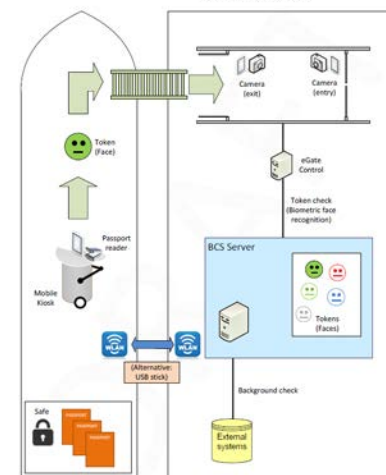 Camera
(exit)
Camera
(entry)
Token
(Face)
eGate
Control
Token check
(Biometric face
recognition)
Passport
reader
BCS Server
Mobile
Kiosk
Tokens
(Faces)
WLAN
WLAN
(Alternative:
USB stick)
Background check
Safe
External
systems